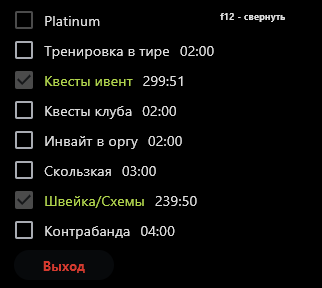 Platinum
f12 - свернуть
Тренировка в тире 02:00
Квесты ивент 299:51
Квесты клуба 02:00
Инвайт в оргу 02:00
Скользкая 03:00
Швейка/Схемы 239:50
Контрабанда 04:00
Выход